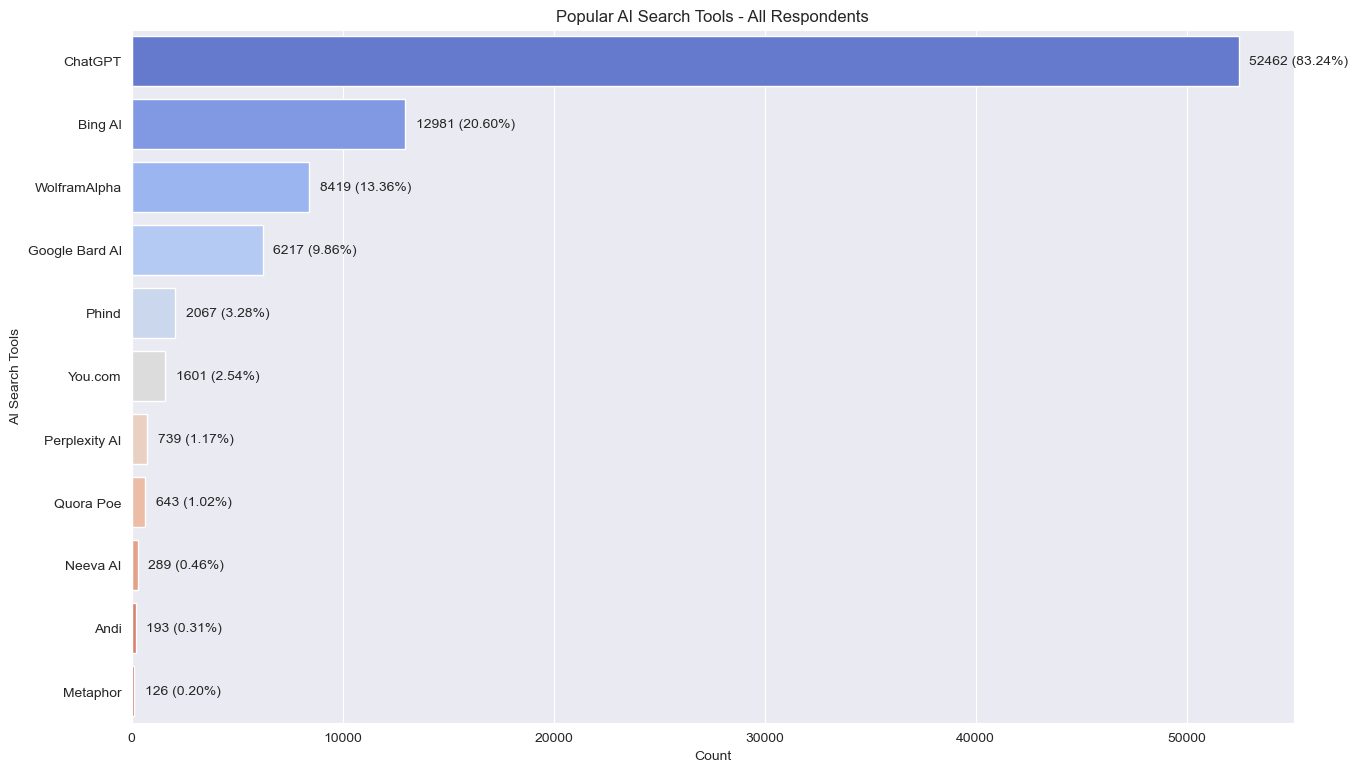 Popular AI Search Tools - All Respondents
ChatGPT 52462 (83.24%)
Bing AI 12981 (20.60%)
WolframAlpha 8419 (13.36%)
Google Bard AI 6217 (9.86%)
Phind 2067 (3.28%)
You.com 1601 (2.54%)
Perplexity AI 739 (1.17%)
Quora Poe 643 (1.02%)
Neeva AI 289 (0.46%)
Andi 193 (0.31%)
Metaphor 126 (0.20%)
AI Search Tools
0 10000 20000 30000 40000 50000
Count